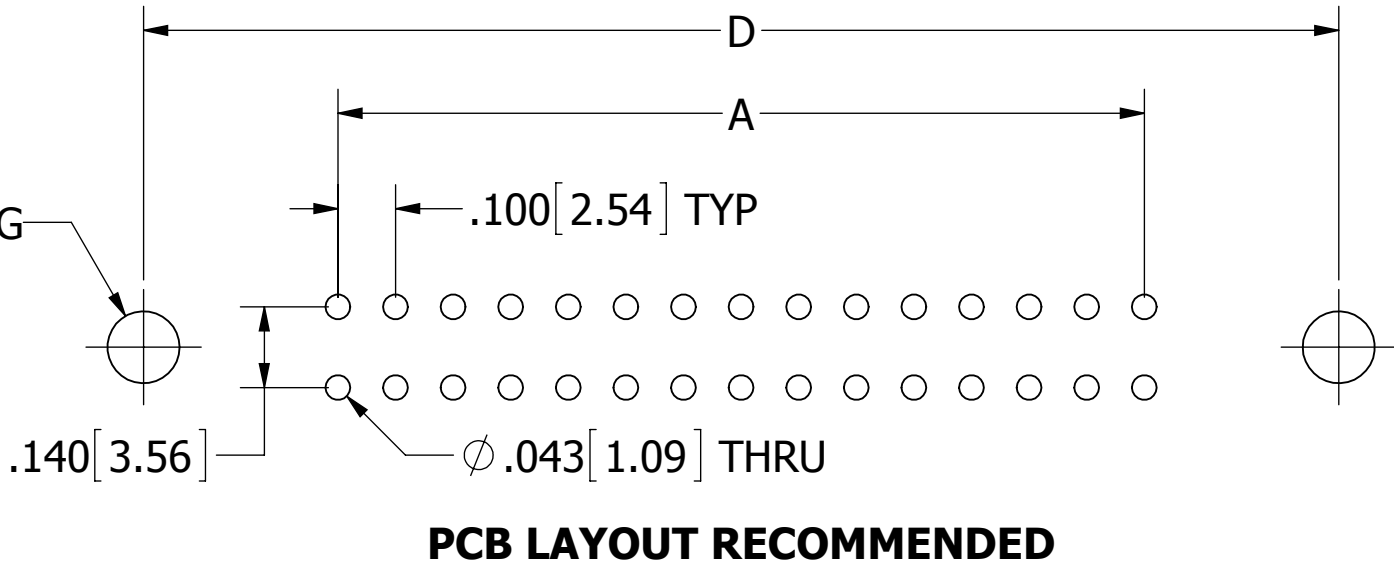 D
A
.100[2.54] TYP
G
.140[3.56]
∅.043[1.09] THRU
PCB LAYOUT RECOMMENDED